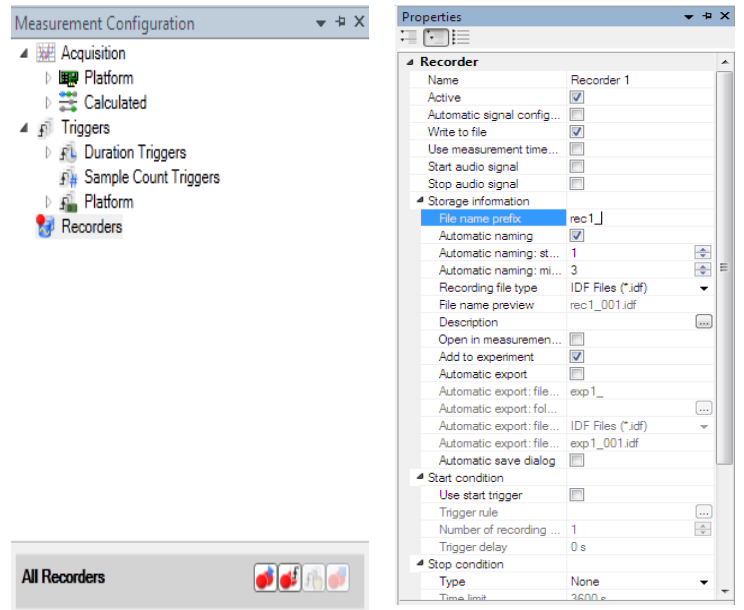 Measurement Configuration
Acquisition
Platform
Calculated
Triggers
Duration Triggers
Sample Count Triggers
Platform
Recorders
All Recorders
Properties
Recorder
Name Recorder 1
Active
Automatic signal config...
Write to file
Use measurement time...
Start audio signal
Stop audio signal
Storage information
File name prefix rec1_
Automatic naming
Automatic naming: st... 1
Automatic naming: mi... 3
Recording file type IDF Files (*.idf)
File name preview rec1_001.idf
Description ...
Open in measuremen...
Add to experiment
Automatic export
Automatic export: file... exp1_
Automatic export: fol... ...
Automatic export: file... IDF Files (*.idf)
Automatic export: file... exp1_001.idf
Automatic save dialog
Start condition
Use start trigger
Trigger rule ...
Number of recording ... 1
Trigger delay 0 s
Stop condition
Type None
Time limit 3600 s